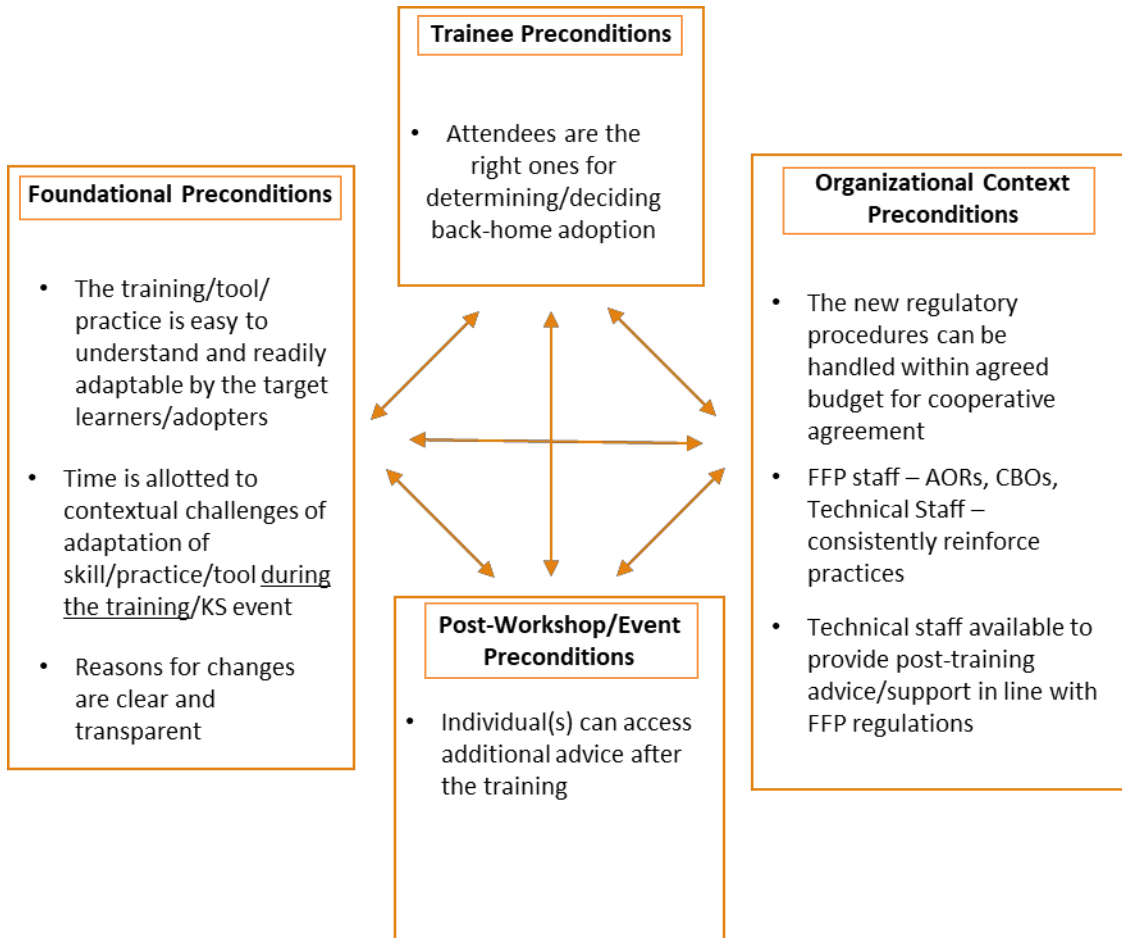 Trainee Preconditions
• Attendees are the
right ones for
determining/deciding
back-home adoption
Foundational Preconditions
• The training/tool/
practice is easy to
understand and readily
adaptable by the target
learners/adopters
• Time is allotted to
contextual challenges of
adaptation of
skill/practice/tool during
the training/KS event
• Reasons for changes
are clear and
transparent
Organizational Context
Preconditions
• The new regulatory
procedures can be
handled within agreed
budget for cooperative
agreement
• FFP staff – AORs, CBOs,
Technical Staff –
consistently reinforce
practices
• Technical staff available to
provide post-training
advice/support in line with
FFP regulations
Post-Workshop/Event
Preconditions
• Individual(s) can access
additional advice after
the training